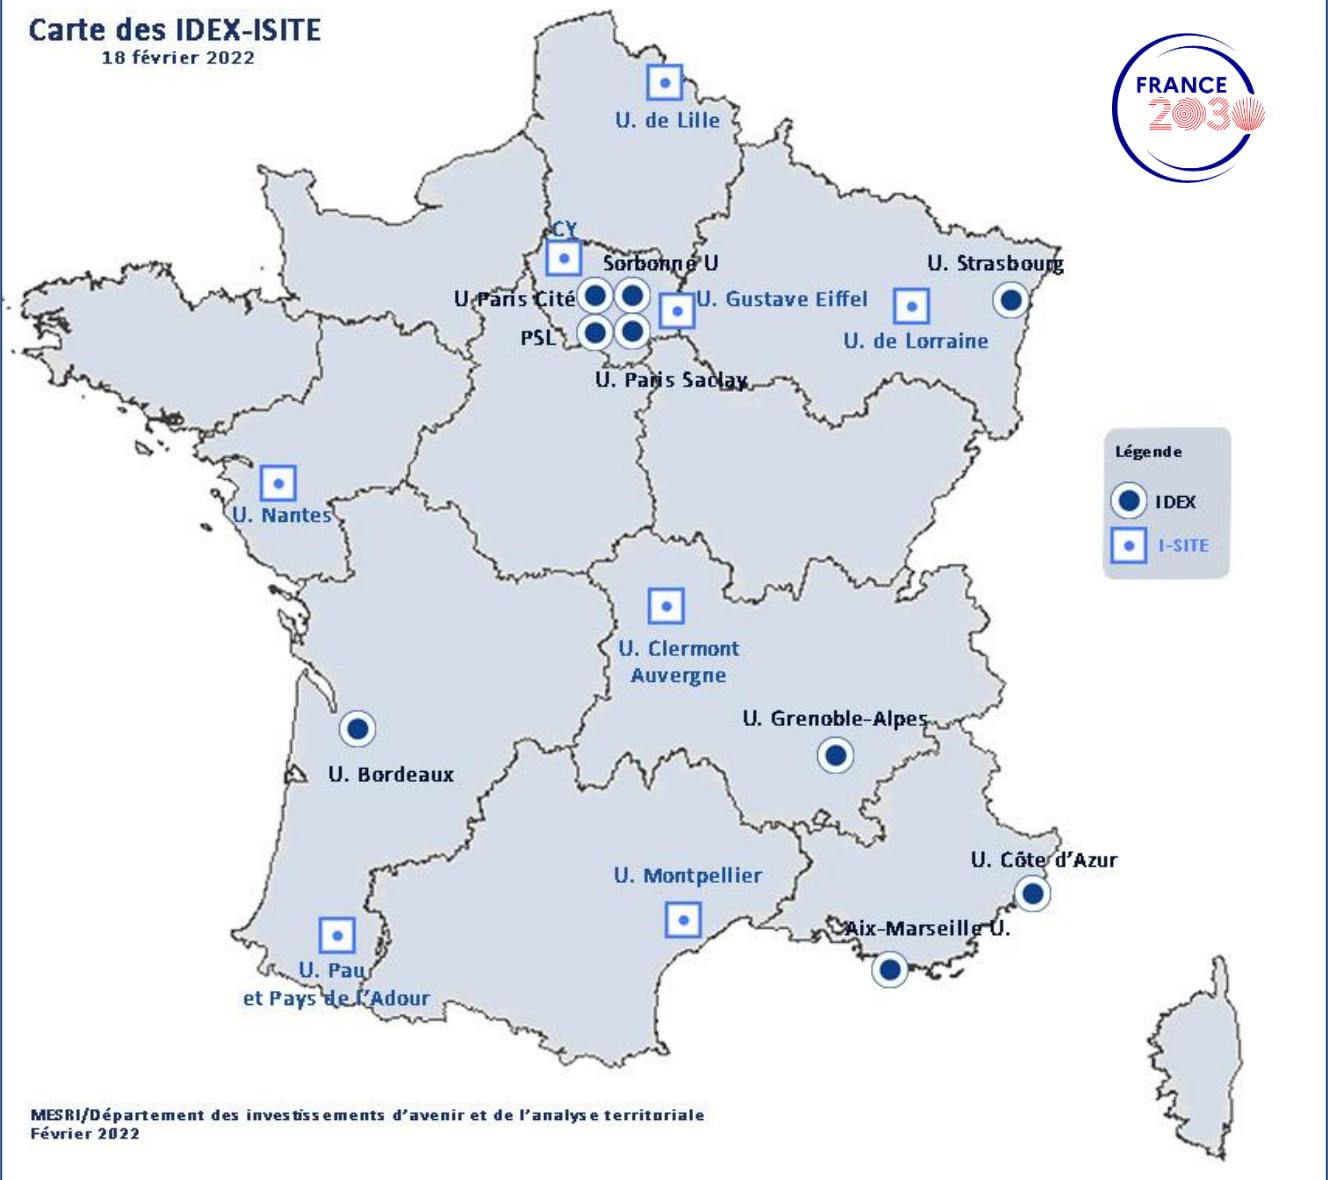 Carte des IDEX-ISITE
18 février 2022
FRANCE
2030
U. de Lille
CY
Sorbonne U
U. Strasbourg
U Paris Cité
U. Gustave Eiffel
PSL
U. de Lorraine
U. Paris Saclay
Légende
IDEX
I-SITE
U. Nantes
U. Clermont
Auvergne
U. Grenoble-Alpes
U. Bordeaux
U. Côte d'Azur
U. Montpellier
Aix-Marseille U.
U. Pau
et Pays de l'Adour
MESRI/Département des investissements d'avenir et de l'analyse territoriale
Février 2022